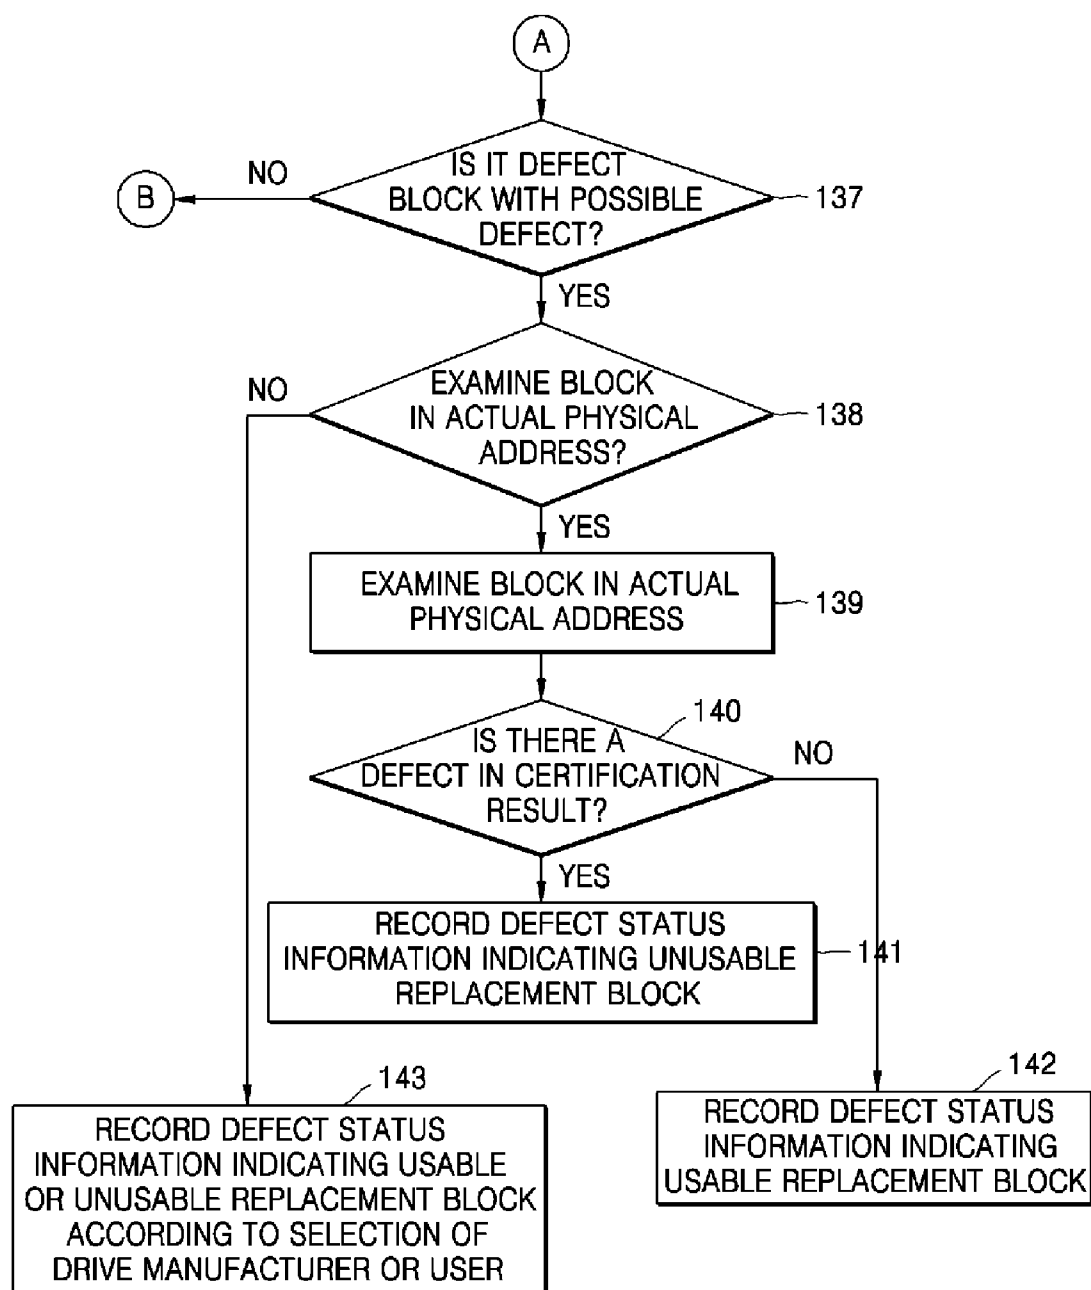 A
IS IT DEFECT
BLOCK WITH POSSIBLE
DEFECT?
137
NO
B
YES
EXAMINE BLOCK
IN ACTUAL PHYSICAL
ADDRESS?
138
NO
YES
EXAMINE BLOCK IN ACTUAL
PHYSICAL ADDRESS
139
140
IS THERE A
DEFECT IN CERTIFICATION
RESULT?
NO
YES
RECORD DEFECT STATUS
INFORMATION INDICATING UNUSABLE
REPLACEMENT BLOCK
141
142
RECORD DEFECT STATUS
INFORMATION INDICATING
USABLE REPLACEMENT BLOCK
143
RECORD DEFECT STATUS
INFORMATION INDICATING USABLE
OR UNUSABLE REPLACEMENT BLOCK
ACCORDING TO SELECTION OF
DRIVE MANUFACTURER OR USER